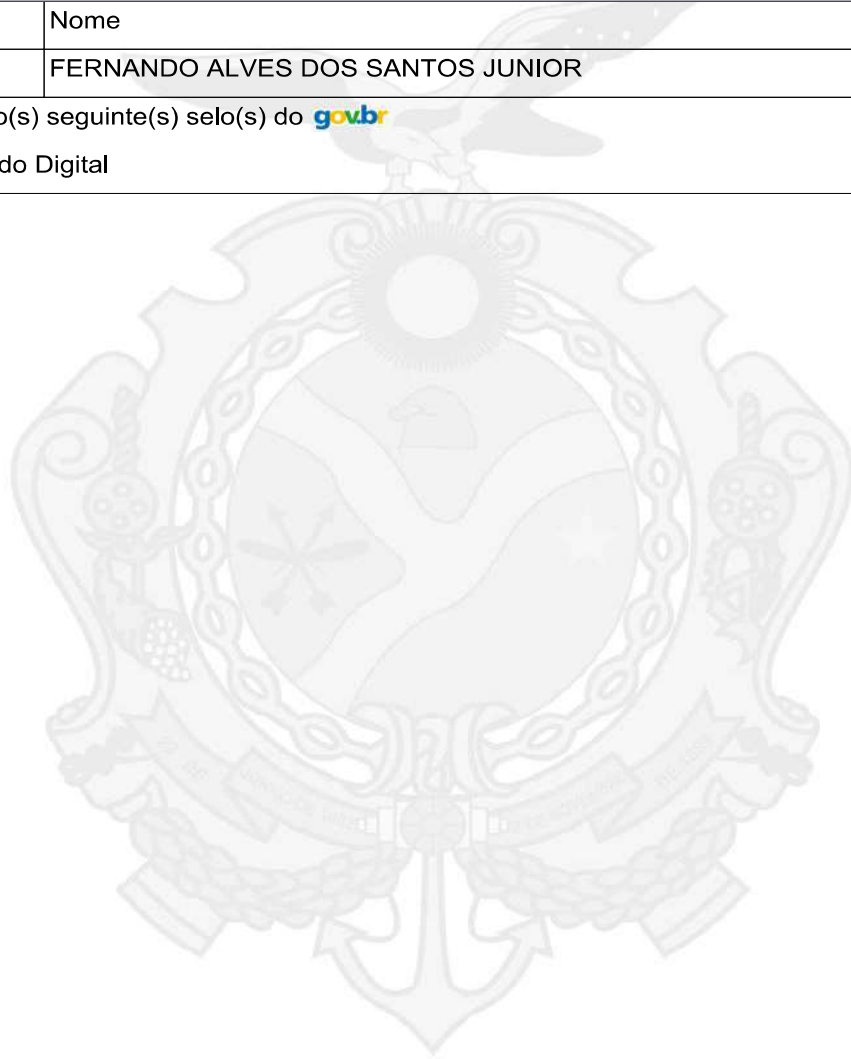 Nome
FERNANDO ALVES DOS SANTOS JUNIOR
o(s) seguinte(s) selo(s) do gov.br
do Digital